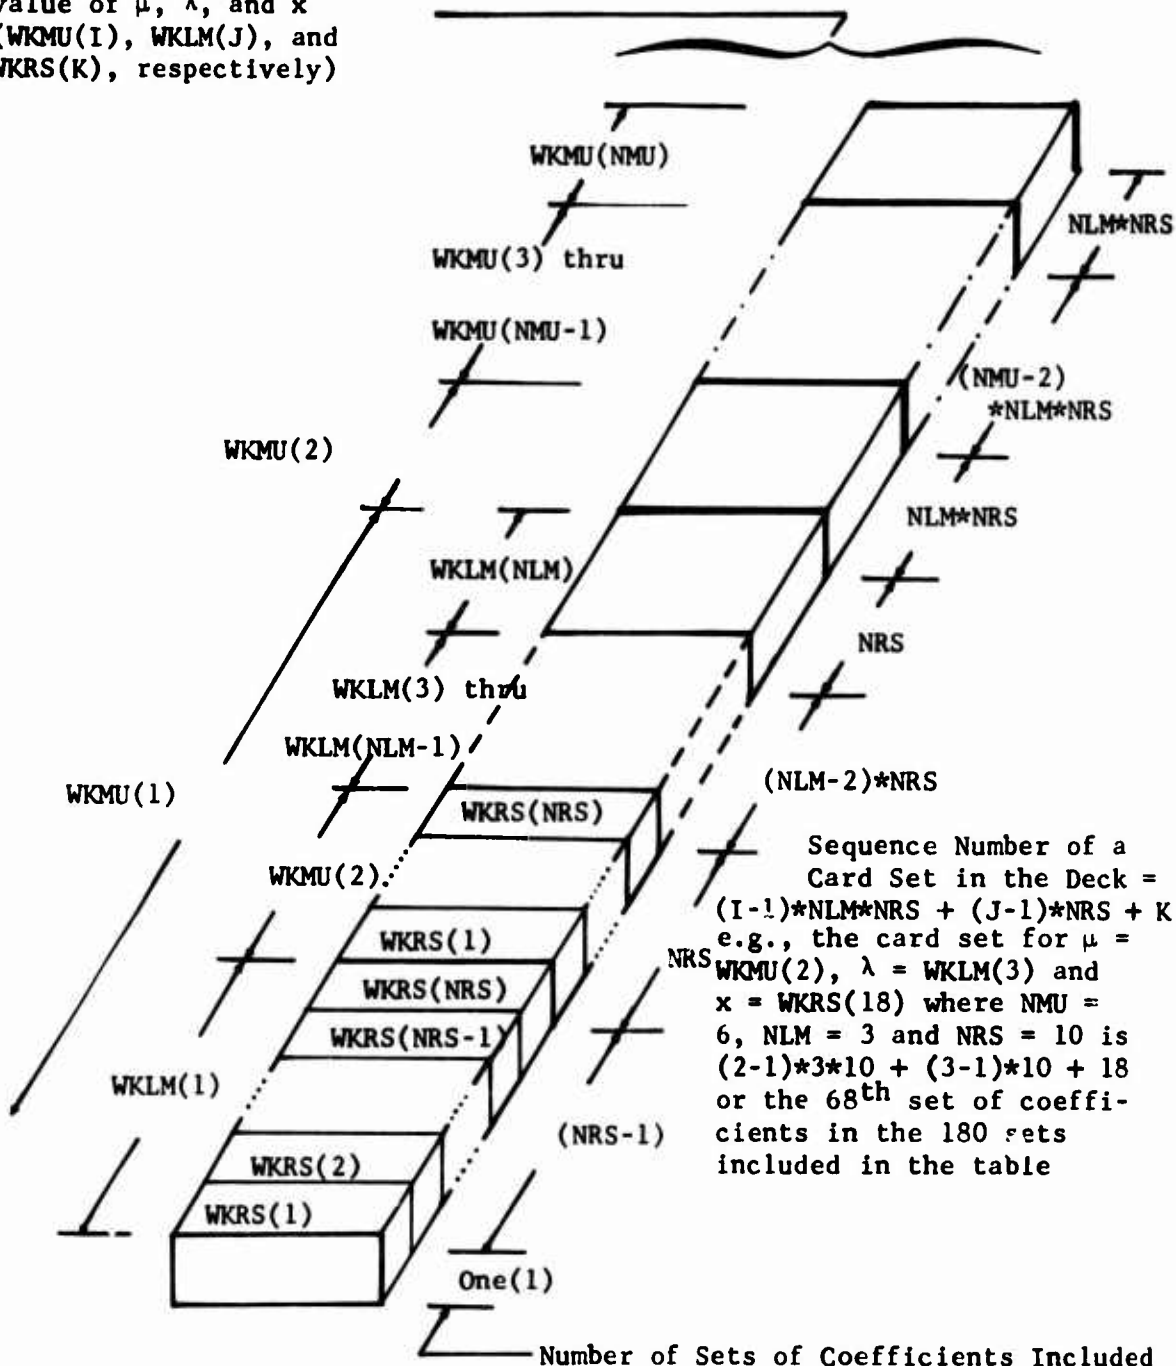 value of μ, λ, and x
(WKMU(I), WKLM(J), and
WKRS(K), respectively)
WKMU(NMU)
NLM*NRS
WKMU(3) thru
WKMU(NMU-1)
(NMU-2)
*NLM*NRS
WKMU(2)
NLM*NRS
WKLM(NLM)
NRS
WKLM(3) thru
WKLM(NLM-1)
(NLM-2)*NRS
WKMU(1)
WKRS(NRS)
WKMU(2)
WKRS(1)
NRS
WKRS(NRS)
WKRS(NRS-1)
WKLM(1)
(NRS-1)
WKRS(2)
WKRS(1)
One(1)
Sequence Number of a
Card Set in the Deck =
(I-1)*NLM*NRS + (J-1)*NRS + K
e.g., the card set for μ =
WKMU(2), λ = WKLM(3) and
x = WKRS(18) where NMU =
6, NLM = 3 and NRS = 10 is
(2-1)*3*10 + (3-1)*10 + 18
or the 68th set of coeffi-
cients in the 180 sets
included in the table
Number of Sets of Coefficients Included